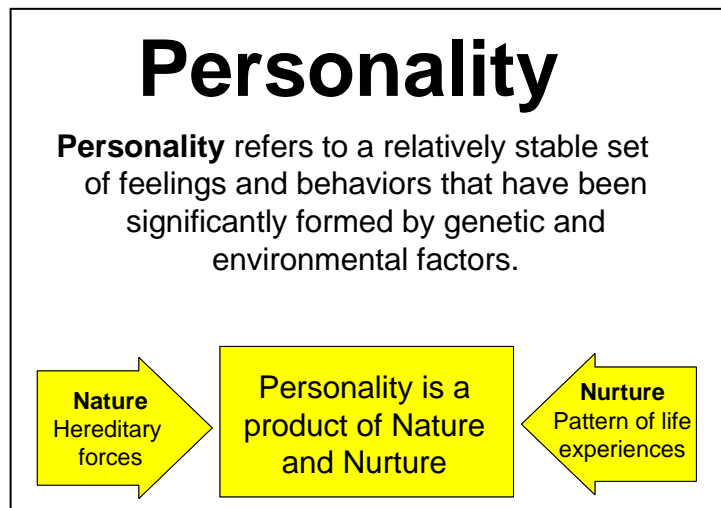 Personality
Personality refers to a relatively stable set
of feelings and behaviors that have been
significantly formed by genetic and
environmental factors.
Nature
Hereditary
forces
Personality is a
product of Nature
and Nurture
Nurture
Pattern of life
experiences